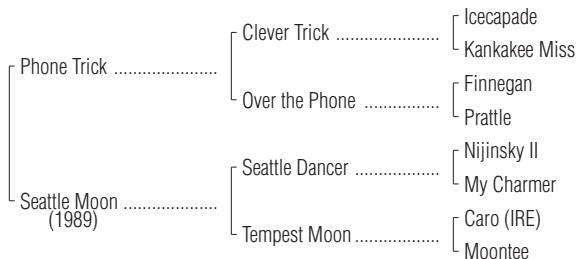 Icecapade
Clever Trick ....................
Kankakee Miss
Phone Trick ....................
Finnegan
Over the Phone ..............
Prattle
Nijinsky II
Seattle Dancer ................
My Charmer
Seattle Moon ..................
(1989)
Caro (IRE)
Tempest Moon ................
Moontee